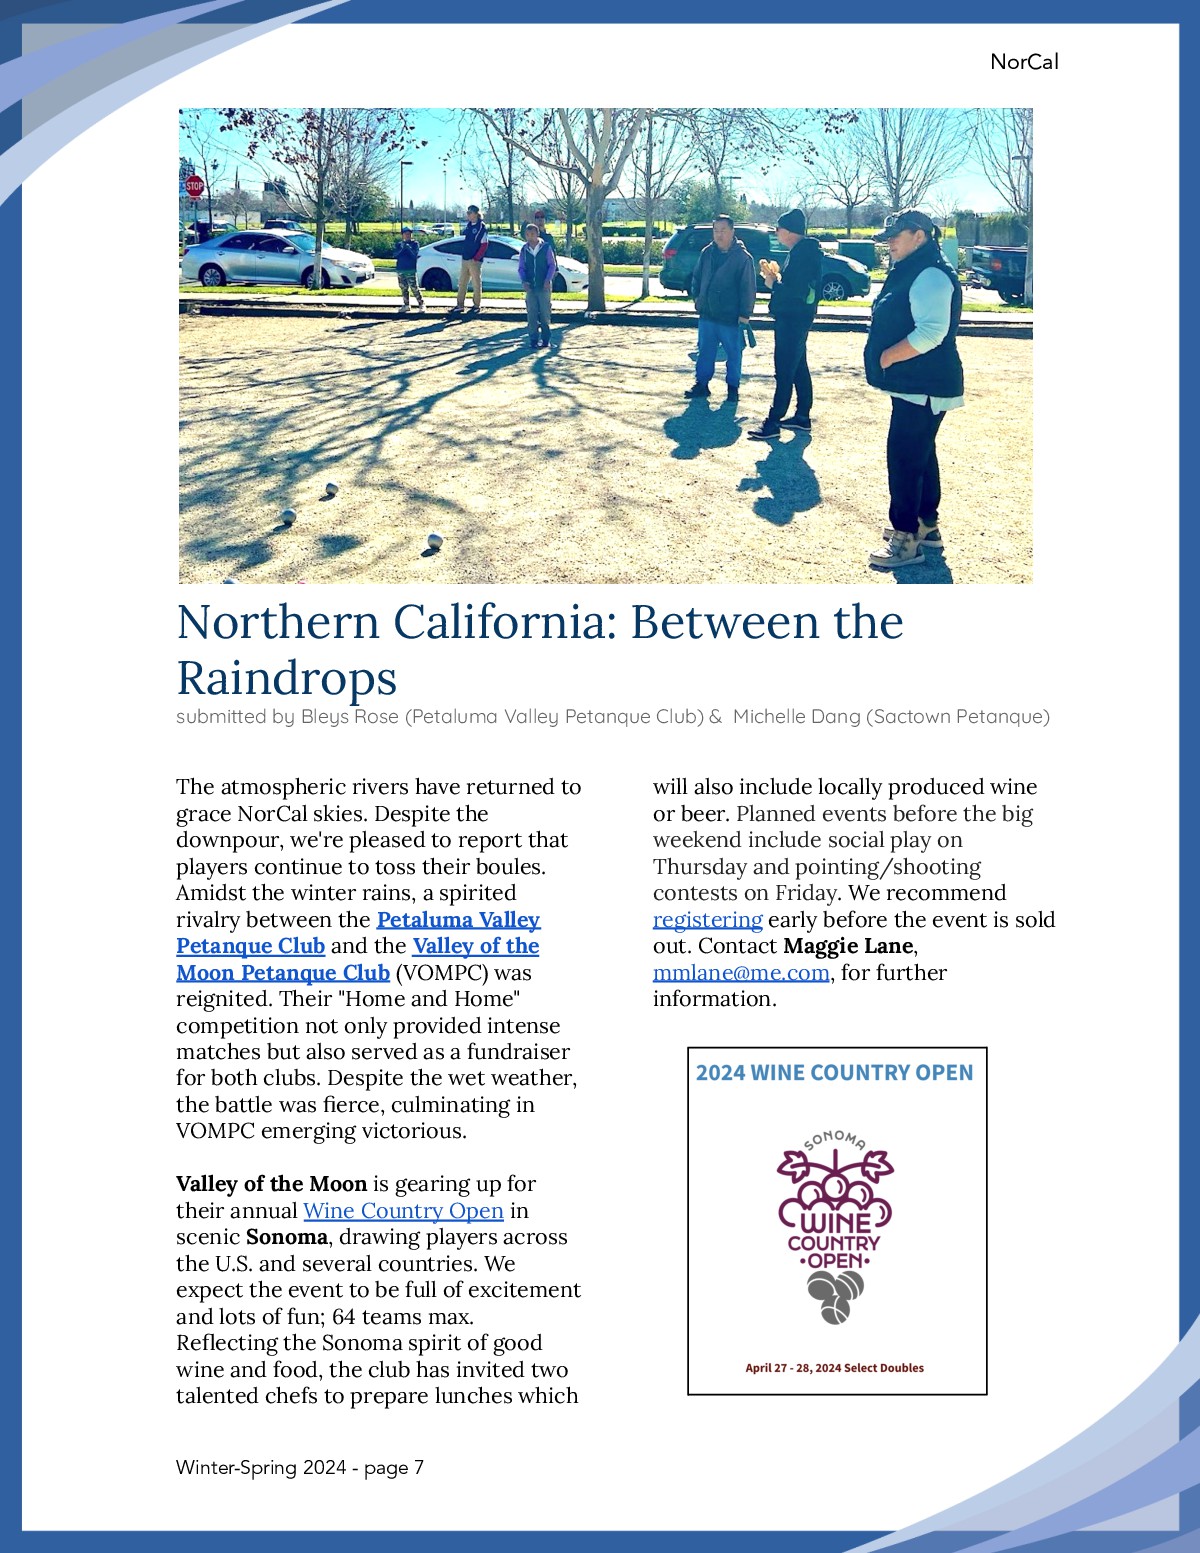 NorCal
STOP
Northern California: Between the
Raindrops
submitted by Bleys Rose (Petaluma Valley Petanque Club) & Michelle Dang (Sactown Petanque)
The atmospheric rivers have returned to
grace NorCal skies. Despite the
downpour, we're pleased to report that
players continue to toss their boules.
Amidst the winter rains, a spirited
rivalry between the Petaluma Valley
Petanque Club and the Valley of the
Moon Petanque Club (VOMPC) was
reignited. Their "Home and Home"
competition not only provided intense
matches but also served as a fundraiser
for both clubs. Despite the wet weather,
the battle was fierce, culminating in
VOMPC emerging victorious.
Valley of the Moon is gearing up for
their annual Wine Country Open in
scenic Sonoma, drawing players across
the U.S. and several countries. We
expect the event to be full of excitement
and lots of fun; 64 teams max.
Reflecting the Sonoma spirit of good
wine and food, the club has invited two
talented chefs to prepare lunches which
will also include locally produced wine
or beer. Planned events before the big
weekend include social play on
Thursday and pointing/shooting
contests on Friday. We recommend
registering early before the event is sold
out. Contact Maggie Lane,
mmlane@me.com, for further
information.
2024 WINE COUNTRY OPEN
SONOMA
WINE
COUNTRY
•OPEN•
April 27 - 28, 2024 Select Doubles
Winter-Spring 2024 - page 7